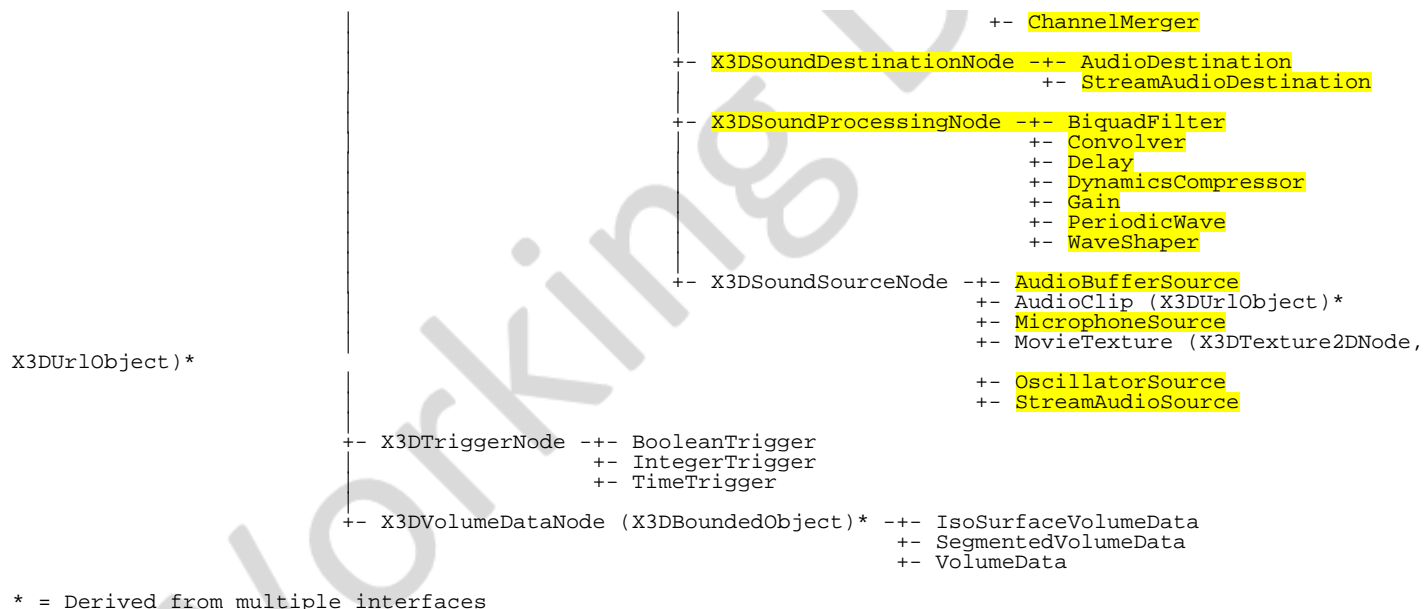 +- ChannelMerger
+- X3DSoundDestinationNode -+- AudioDestination
+- StreamAudioDestination
+- X3DSoundProcessingNode -+- BiquadFilter
+- Convolver
+- Delay
+- DynamicsCompressor
+- Gain
+- PeriodicWave
+- WaveShaper
+- X3DSoundSourceNode -+- AudioBufferSource
+- AudioClip (X3DUrlObject)*
+- MicrophoneSource
+- MovieTexture (X3DTexture2DNode,
X3DUrlObject)*
+- OscillatorSource
+- StreamAudioSource
+- X3DTriggerNode -+- BooleanTrigger
+- IntegerTrigger
+- TimeTrigger
+- X3DVolumeDataNode (X3DBoundedObject)* -+- IsoSurfaceVolumeData
+- SegmentedVolumeData
+- VolumeData
* = Derived from multiple interfaces
Working